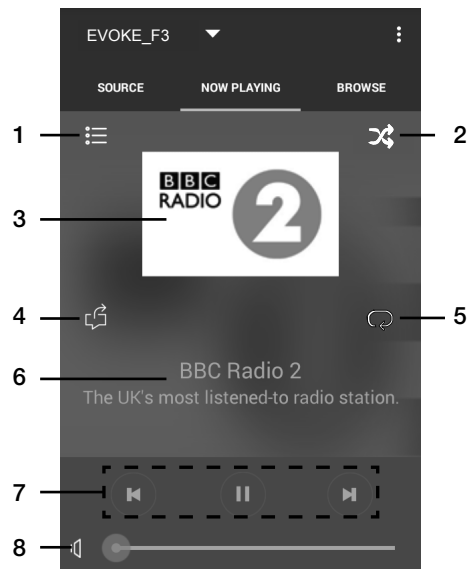 EVOKE_F3
SOURCE NOW PLAYING BROWSE
1 2
BBC
RADIO 2
3
4 5
6 BBC Radio 2
The UK's most listened-to radio station.
7
8